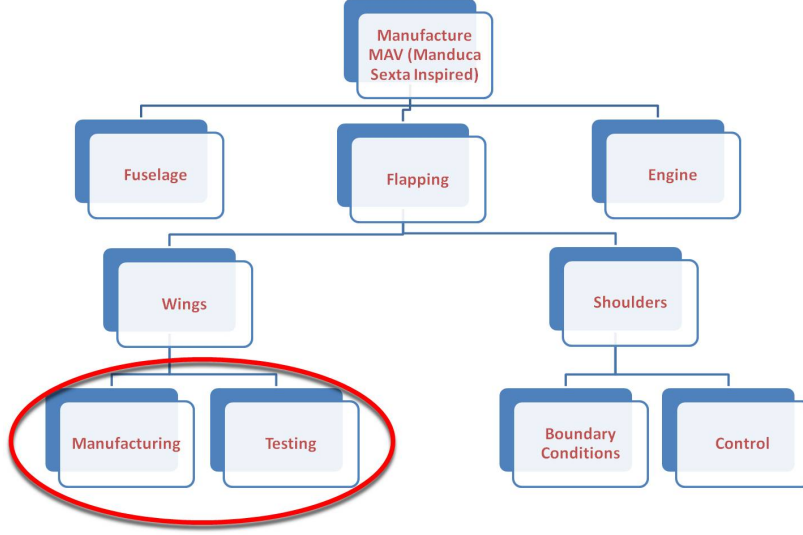 Manufacture
MAV (Manduca
Sexta Inspired)
Fuselage
Flapping
Engine
Wings
Shoulders
Manufacturing
Testing
Boundary
Conditions
Control